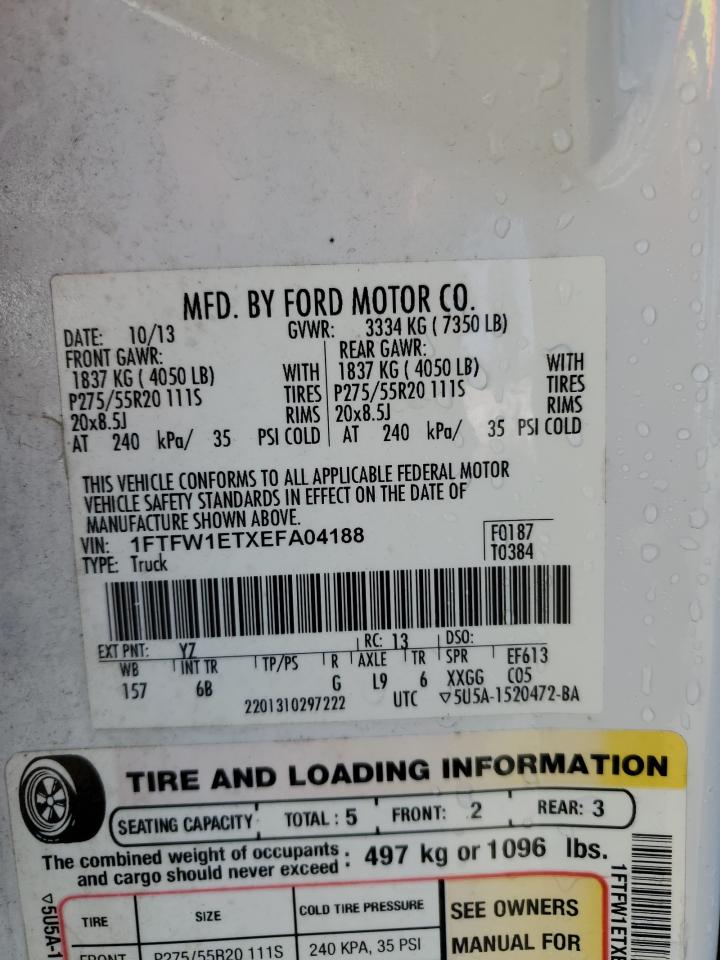 MFD. BY FORD MOTOR CO.
DATE: 10/13 GVWR: 3334 KG ( 7350 LB)
FRONT GAWR: REAR GAWR:
1837 KG ( 4050 LB) WITH 1837 KG ( 4050 LB) WITH
P275/55R20 111S TIRES P275/55R20 111S TIRES
20x8.5J RIMS 20x8.5J RIMS
AT 240 kPa/ 35 PSI COLD AT 240 kPa/ 35 PSI COLD
THIS VEHICLE CONFORMS TO ALL APPLICABLE FEDERAL MOTOR
VEHICLE SAFETY STANDARDS IN EFFECT ON THE DATE OF
MANUFACTURE SHOWN ABOVE.
VIN: 1FTFW1ETXEFA04188 F0187
TYPE: Truck T0384
EXT PNT: YZ RC: 13 DSO:
WB INT TR TP/PS R AXLE TR SPR EF613
157 6B G L9 6 XXGG C05
2201310297222 UTC ▽5U5A-1520472-BA
TIRE AND LOADING INFORMATION
SEATING CAPACITY TOTAL : 5 FRONT: 2 REAR: 3
The combined weight of occupants and cargo should never exceed : 497 kg or 1096 lbs.
TIRE SIZE COLD TIRE PRESSURE SEE OWNERS
FRONT P275/55R20 111S 240 KPA, 35 PSI MANUAL FOR
▽5U5A-1
1FTFW1ETXE